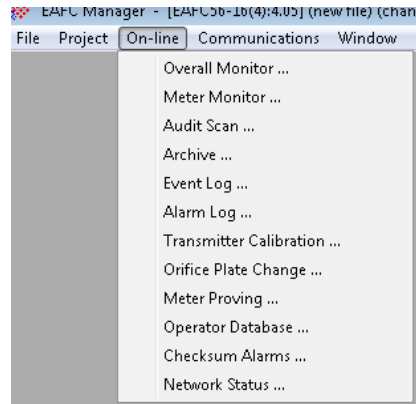 EAFC Manager - [EAFC56-16(4):4.05] (new file) (chan
File Project On-line Communications Window
Overall Monitor ...
Meter Monitor ...
Audit Scan ...
Archive ...
Event Log ...
Alarm Log ...
Transmitter Calibration ...
Orifice Plate Change ...
Meter Proving ...
Operator Database ...
Checksum Alarms ...
Network Status ...